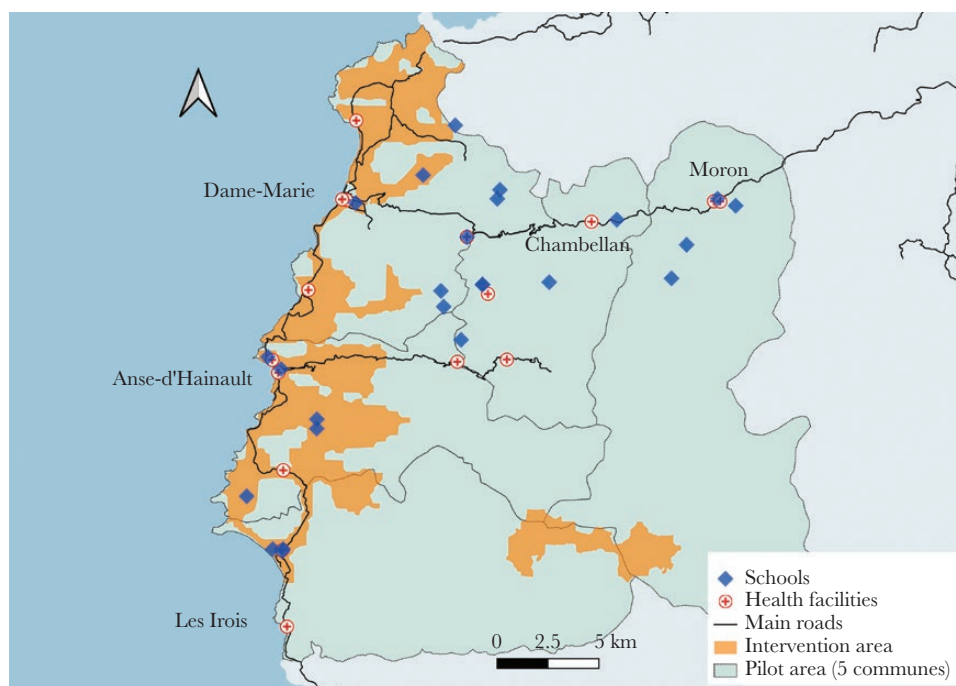 Moron
Dame-Marie
Chambellan
Anse-d'Hainault
Les Irois
0 2.5 5 km
Schools
Health facilities
Main roads
Intervention area
Pilot area (5 communes)